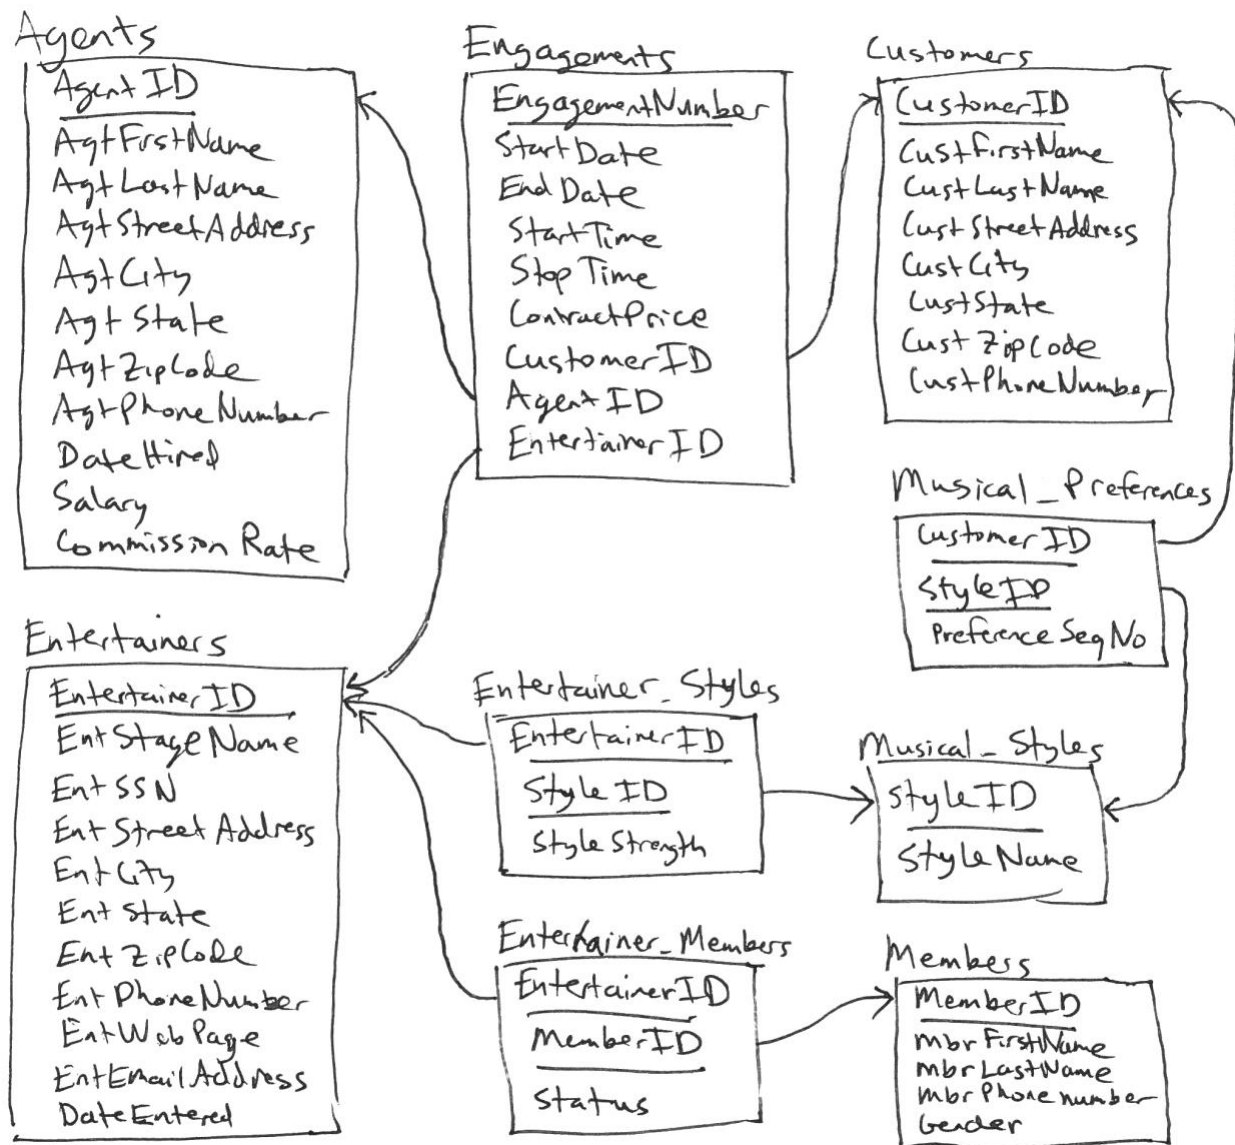 Agents
AgentID
AgtFirstName
AgtLastName
AgtStreetAddress
AgtCity
AgtState
AgtZipCode
AgtPhoneNumber
DateHired
Salary
Commission Rate
Engagements
EngagementNumber
StartDate
EndDate
StartTime
StopTime
ContractPrice
CustomerID
AgentID
EntertainerID
Customers
CustomerID
CustFirstName
CustLastName
CustStreetAddress
CustCity
CustState
CustZipCode
CustPhoneNumber
Musical_Preferences
CustomerID
StyleID
PreferenceSeqNo
Entertainers
EntertainerID
EntStageName
EntSSN
EntStreetAddress
EntCity
EntState
EntZipCode
EntPhoneNumber
EntWebPage
EntEmailAddress
DateEntered
Entertainer_Styles
EntertainerID
StyleID
StyleStrength
Musical_Styles
StyleID
StyleName
Entertainer_Members
EntertainerID
MemberID
Status
Members
MemberID
mbrFirstName
mbrLastName
mbrPhonenumber
Gender